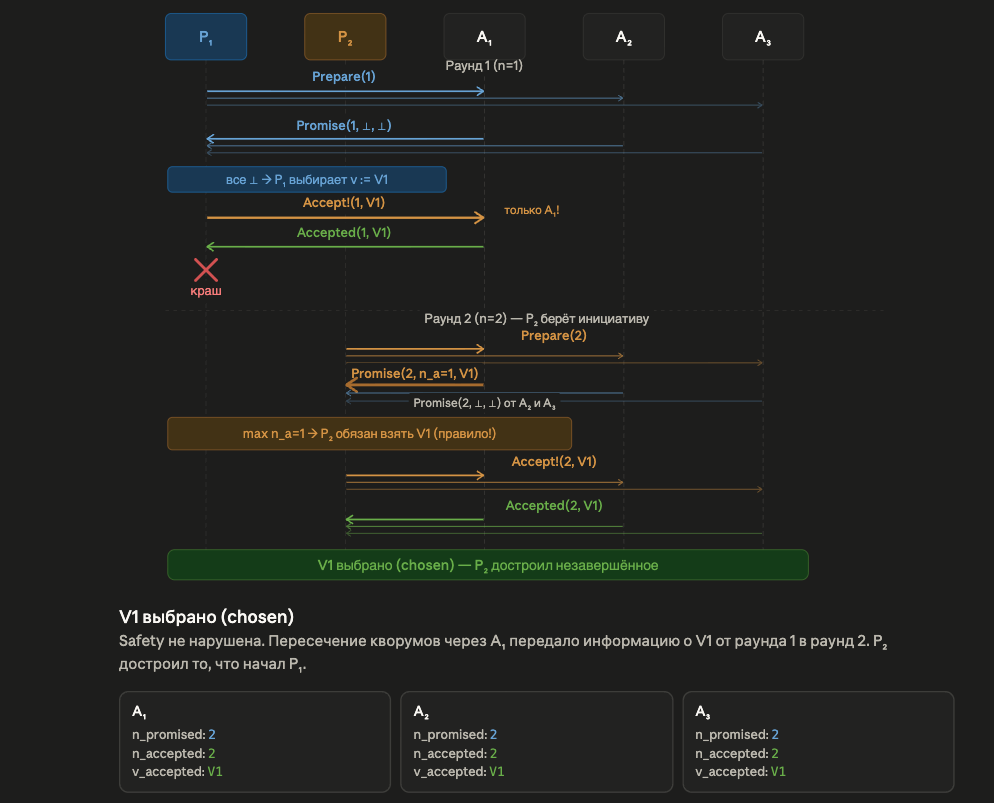 P₁ P₂ A₁ A₂ A₃
Раунд 1 (n=1)
Prepare(1)
Promise(1, ⊥, ⊥)
все ⊥ → P₁ выбирает v := V1
Accept!(1, V1)
только A₁!
Accepted(1, V1)
краш
Раунд 2 (n=2) — P₂ берёт инициативу
Prepare(2)
Promise(2, n_a=1, V1)
Promise(2, ⊥, ⊥) от A₂ и A₃
max n_a=1 → P₂ обязан взять V1 (правило!)
Accept!(2, V1)
Accepted(2, V1)
V1 выбрано (chosen) — P₂ достроил незавершённое
V1 выбрано (chosen)
Safety не нарушена. Пересечение кворумов через A₁ передало информацию о V1 от раунда 1 в раунд 2. P₂
достроил то, что начал P₁.
A₁
n_promised: 2
n_accepted: 2
v_accepted: V1
A₂
n_promised: 2
n_accepted: 2
v_accepted: V1
A₃
n_promised: 2
n_accepted: 2
v_accepted: V1